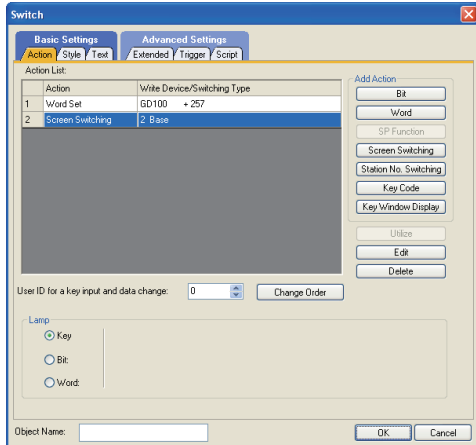 Switch
Basic Settings
Advanced Settings
Action
Style
Text
Extended
Trigger
Script
Action List:
Action
Write Device/Switching Type
1
Word Set
GD100 + 257
2
Screen Switching
2 Base
Add Action
Bit
Word
SP Function
Screen Switching
Station No. Switching
Key Code
Key Window Display
Utilize
Edit
Delete
User ID for a key input and data change:
0
Change Order
Lamp
Key
Bit:
Word:
Object Name:
OK
Cancel